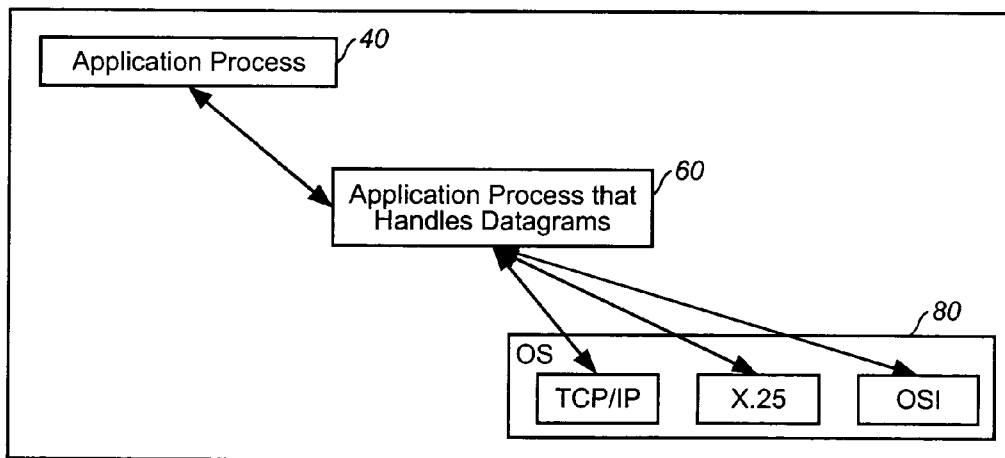 40
Application Process
60
Application Process that
Handles Datagrams
80
OS
TCP/IP
X.25
OSI